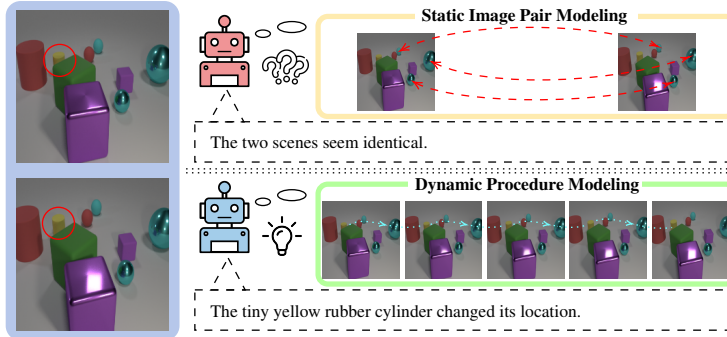 Static Image Pair Modeling
The two scenes seem identical.
Dynamic Procedure Modeling
The tiny yellow rubber cylinder changed its location.